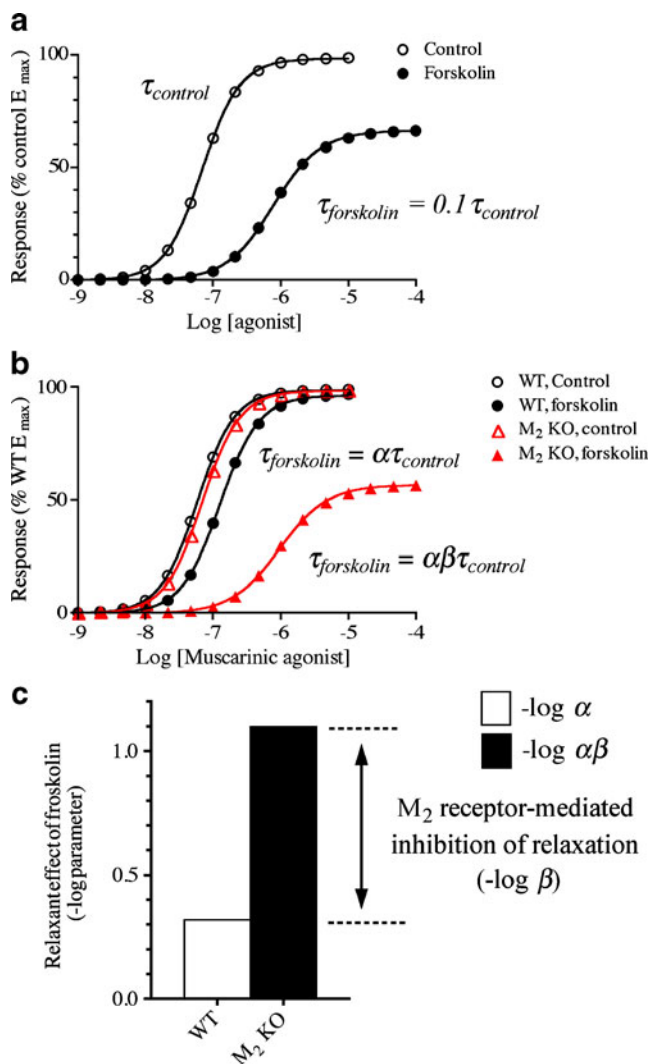 a
Control
Forskolin
Response (% control E max)
τcontrol
τforskolin = 0.1 τcontrol
100
50
0
-9 -8 -7 -6 -5 -4
Log [agonist]
b
WT, Control
WT, forskolin
M2 KO, control
M2 KO, forskolin
Response (% WT E max)
τforskolin = ατcontrol
τforskolin = αβτcontrol
100
50
0
-9 -8 -7 -6 -5 -4
Log [Muscarinic agonist]
c
-log α
-log αβ
Relaxant effect of froskolin
(-log parameter)
1.0
0.5
0.0
WT
M2 KO
M2 receptor-mediated
inhibition of relaxation
(-log β)